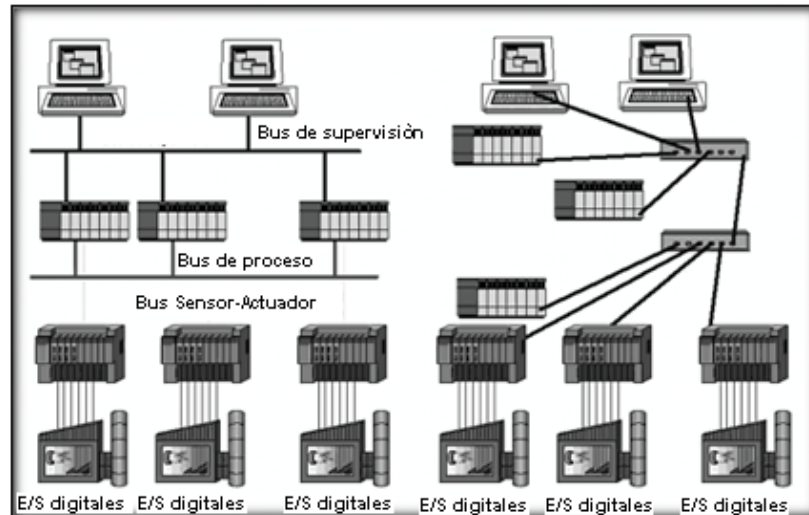 Bus de supervisiòn
Bus de proceso
Bus Sensor-Actuador
E/S digitales
E/S digitales
E/S digitales
E/S digitales
E/S digitales
E/S digitales